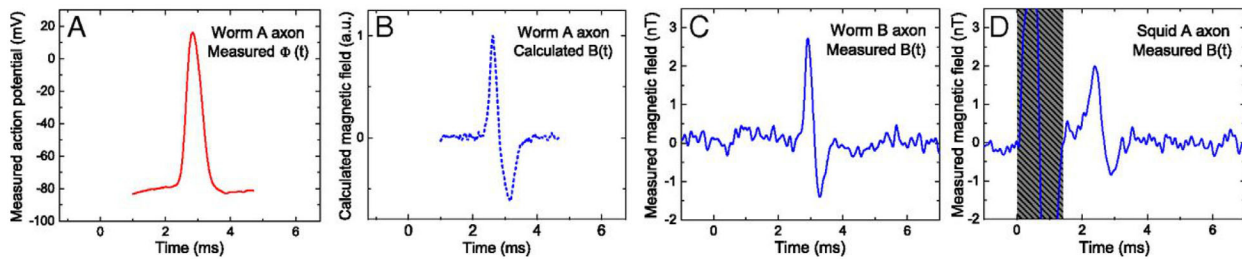 A
Worm A axon
Measured Φ (t)
Measured action potential (mV)
20
0
-20
-40
-60
-80
-100
0 2 4 6
Time (ms)
B
Worm A axon
Calculated B(t)
Calculated magnetic field (a.u.)
1
0
0 2 4 6
Time (ms)
C
Worm B axon
Measured B(t)
Measured magnetic field (nT)
3
2
1
0
-1
-2
0 2 4 6
Time (ms)
D
Squid A axon
Measured B(t)
Measured magnetic field (nT)
3
2
1
0
-1
-2
0 2 4 6
Time (ms)